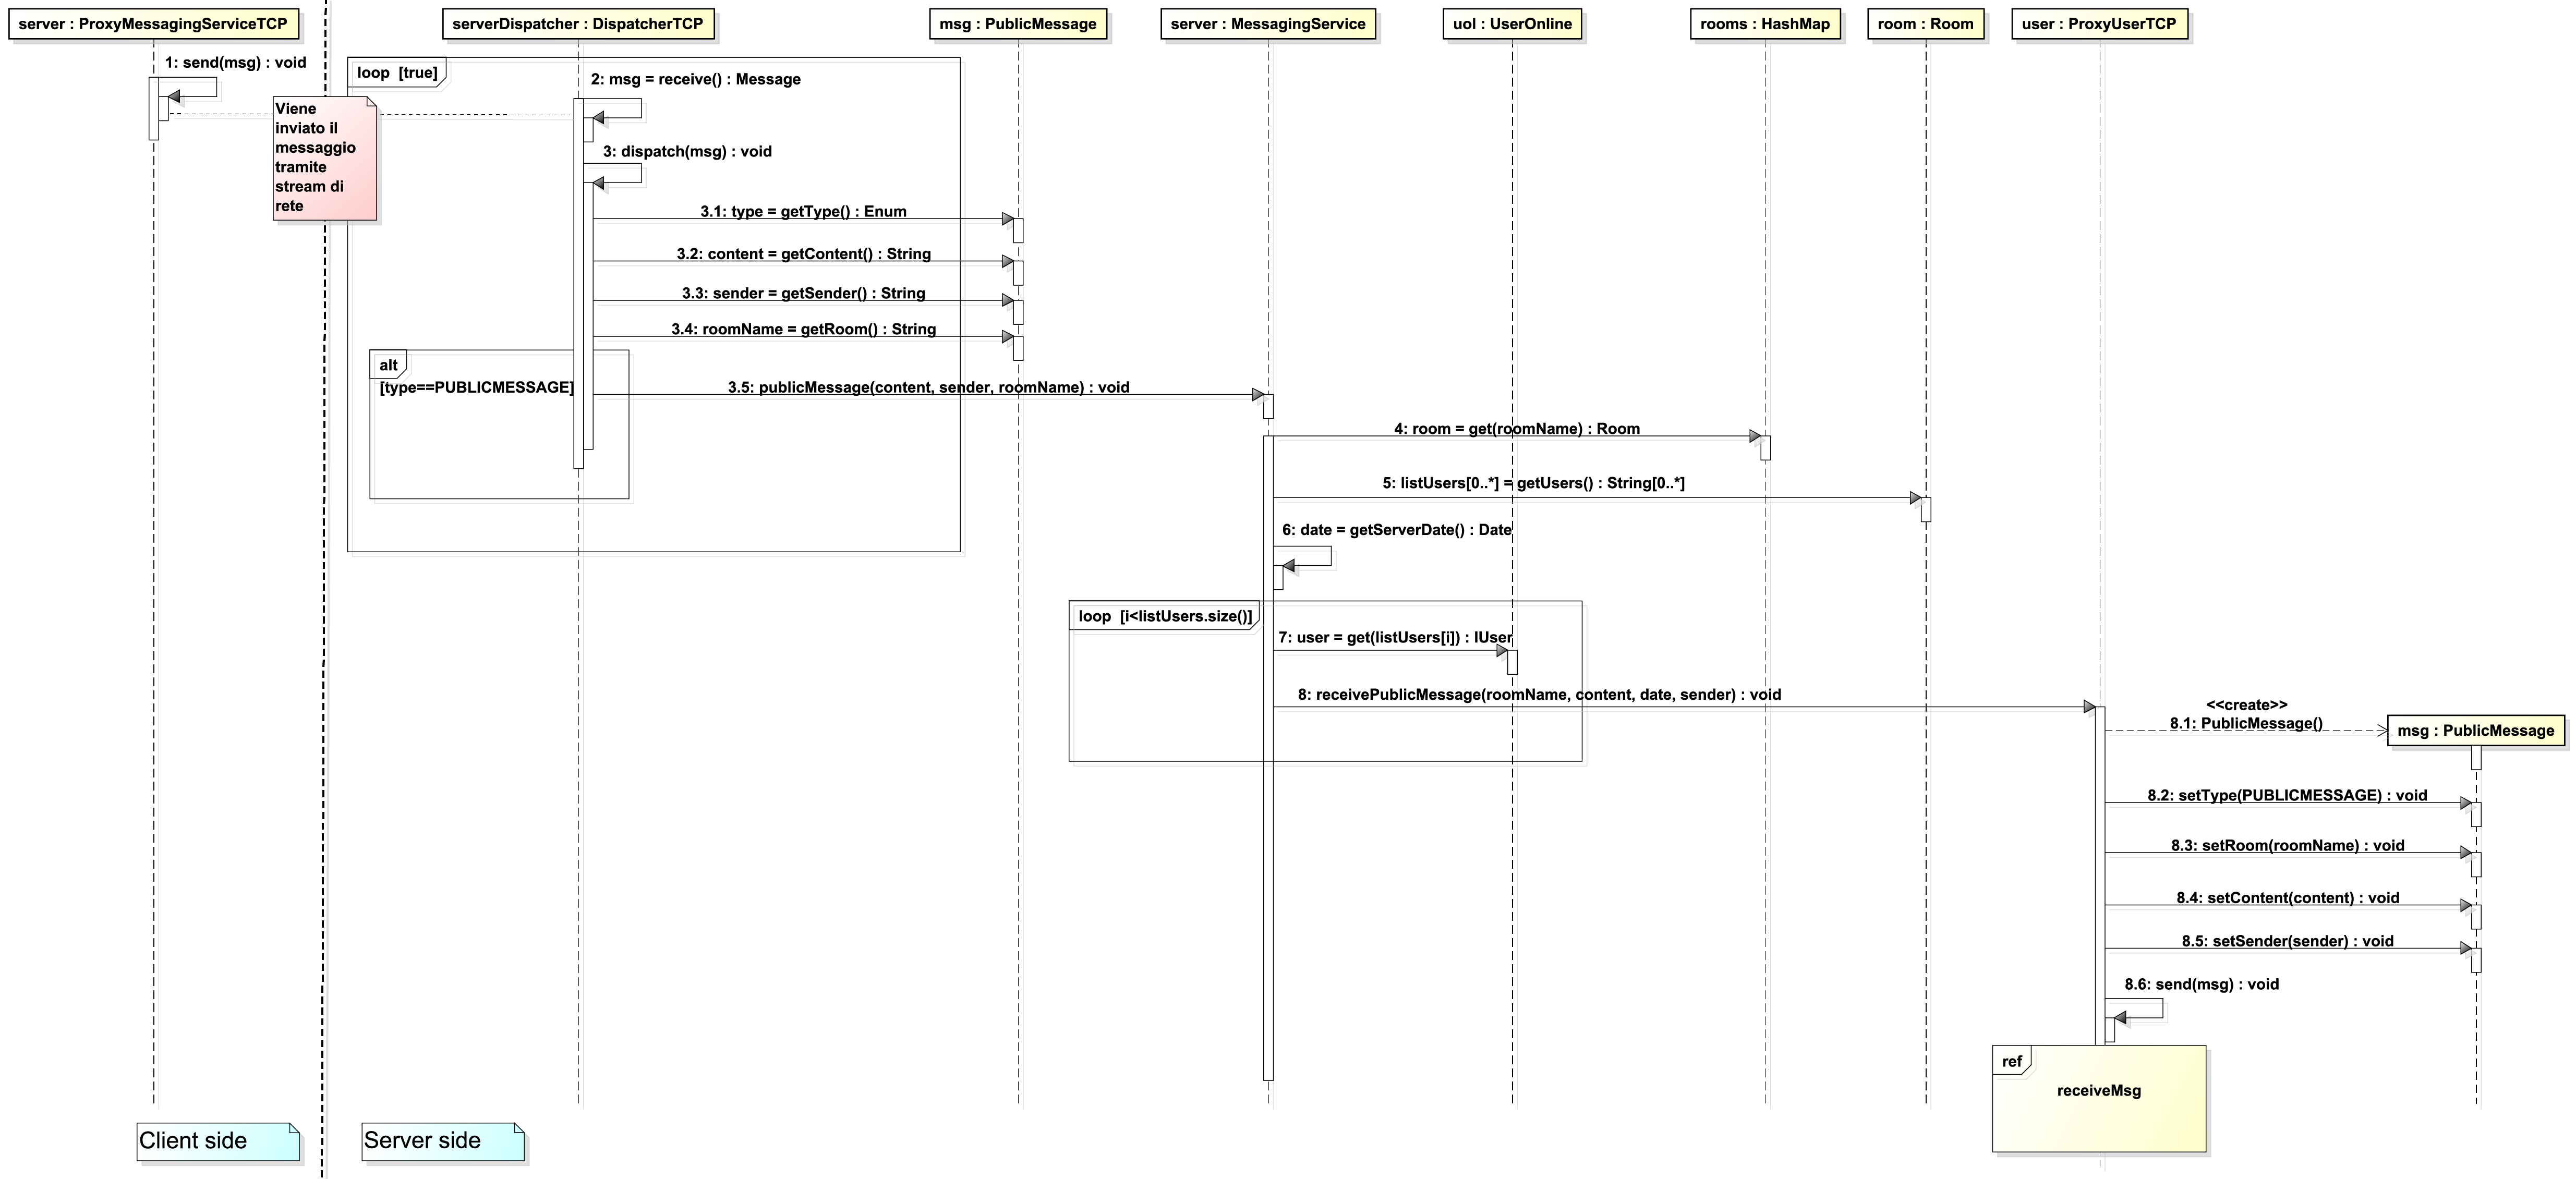 server : ProxyMessagingServiceTCP
serverDispatcher : DispatcherTCP
msg : PublicMessage
server : MessagingService
uol : UserOnline
rooms : HashMap
room : Room
user : ProxyUserTCP
1: send(msg) : void
loop [true]
2: msg = receive() : Message
Viene
inviato il
messaggio
tramite
stream di
rete
3: dispatch(msg) : void
3.1: type = getType() : Enum
3.2: content = getContent() : String
3.3: sender = getSender() : String
3.4: roomName = getRoom() : String
alt
[type==PUBLICMESSAGE]
3.5: publicMessage(content, sender, roomName) : void
4: room = get(roomName) : Room
5: listUsers[0..*] = getUsers() : String[0..*]
6: date = getServerDate() : Date
loop [i<listUsers.size()]
7: user = get(listUsers[i]) : IUser
8: receivePublicMessage(roomName, content, date, sender) : void
<<create>>
8.1: PublicMessage()
msg : PublicMessage
8.2: setType(PUBLICMESSAGE) : void
8.3: setRoom(roomName) : void
8.4: setContent(content) : void
8.5: setSender(sender) : void
8.6: send(msg) : void
ref
receiveMsg
Client side
Server side